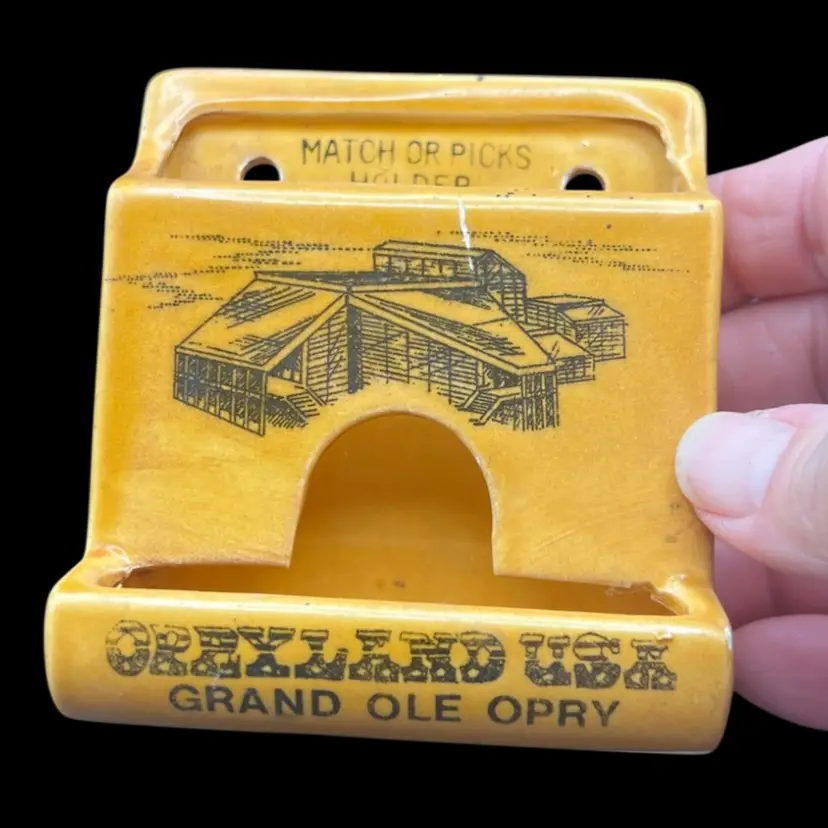 MATCH OR PICKS
HOLDER
OPRYLAND USA
GRAND OLE OPRY